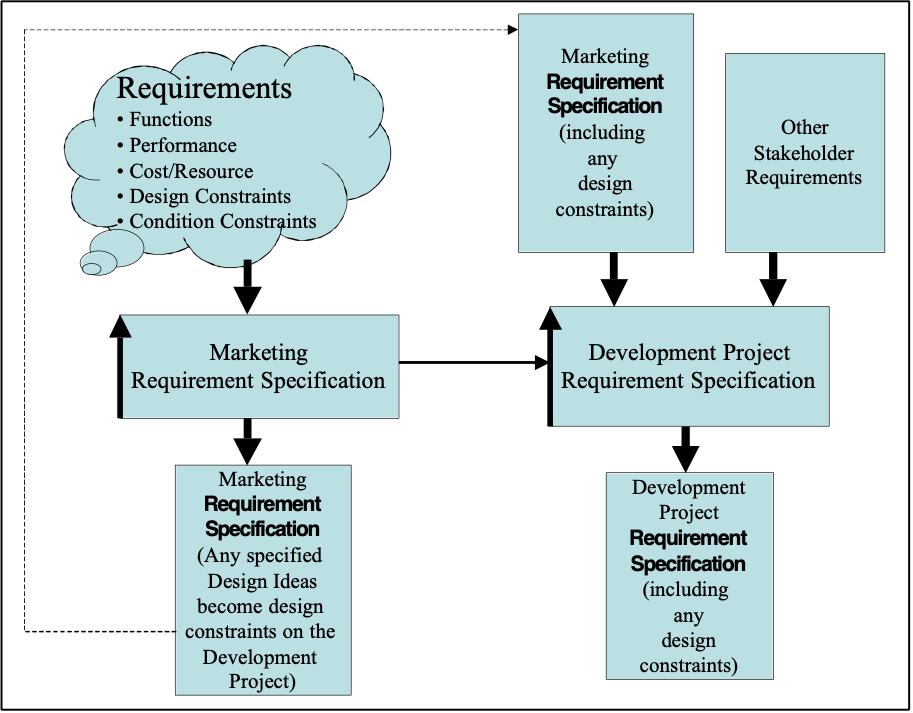 Requirements
• Functions
• Performance
• Cost/Resource
• Design Constraints
• Condition Constraints
Marketing
Requirement
Specification
(including
any
design
constraints)
Other
Stakeholder
Requirements
Marketing
Requirement Specification
Development Project
Requirement Specification
Marketing
Requirement
Specification
(Any specified
Design Ideas
become design
constraints on the
Development
Project)
Development
Project
Requirement
Specification
(including
any
design
constraints)